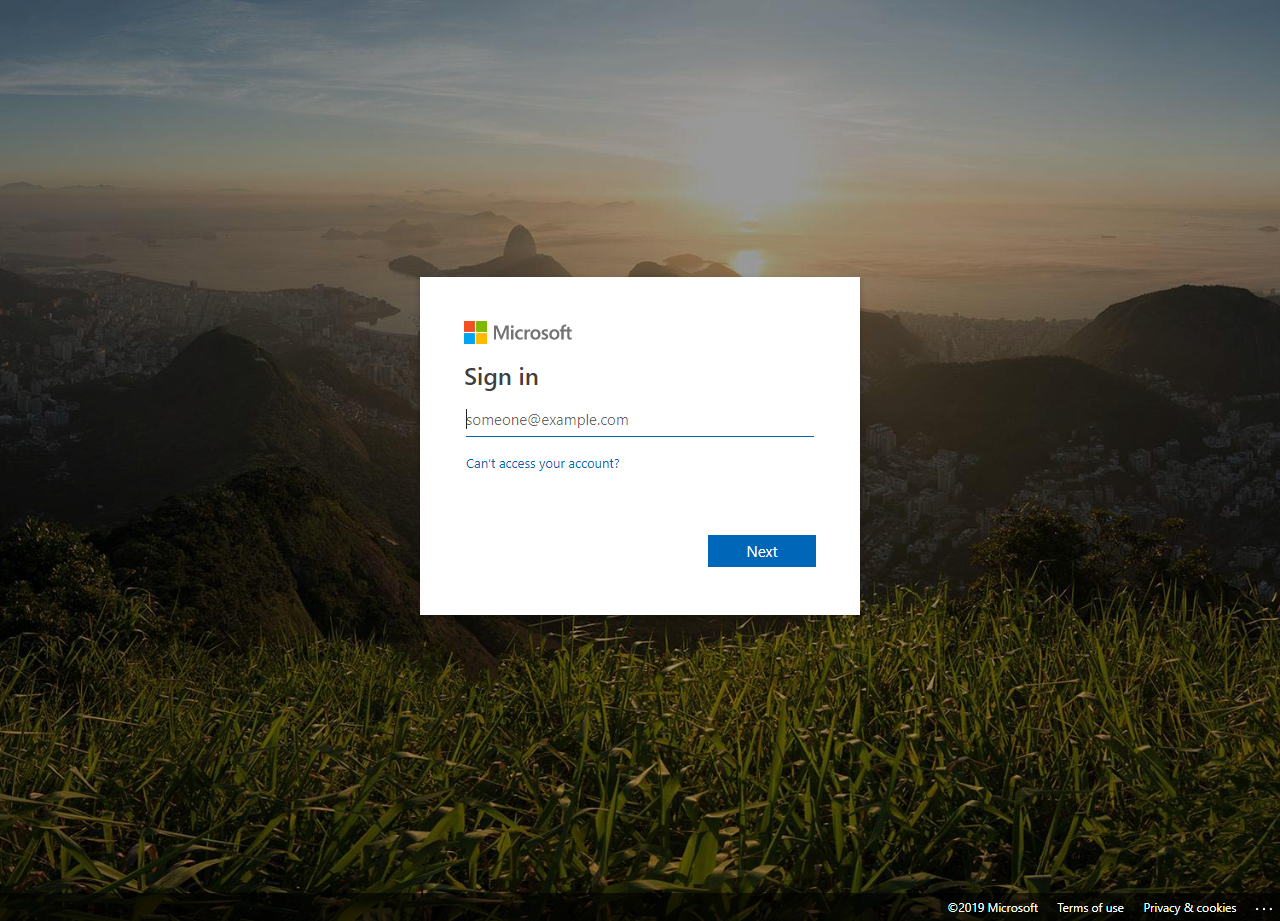 Microsoft
Sign in
someone@example.com
Can't access your account?
Next
©2019 Microsoft Terms of use Privacy & cookies ...